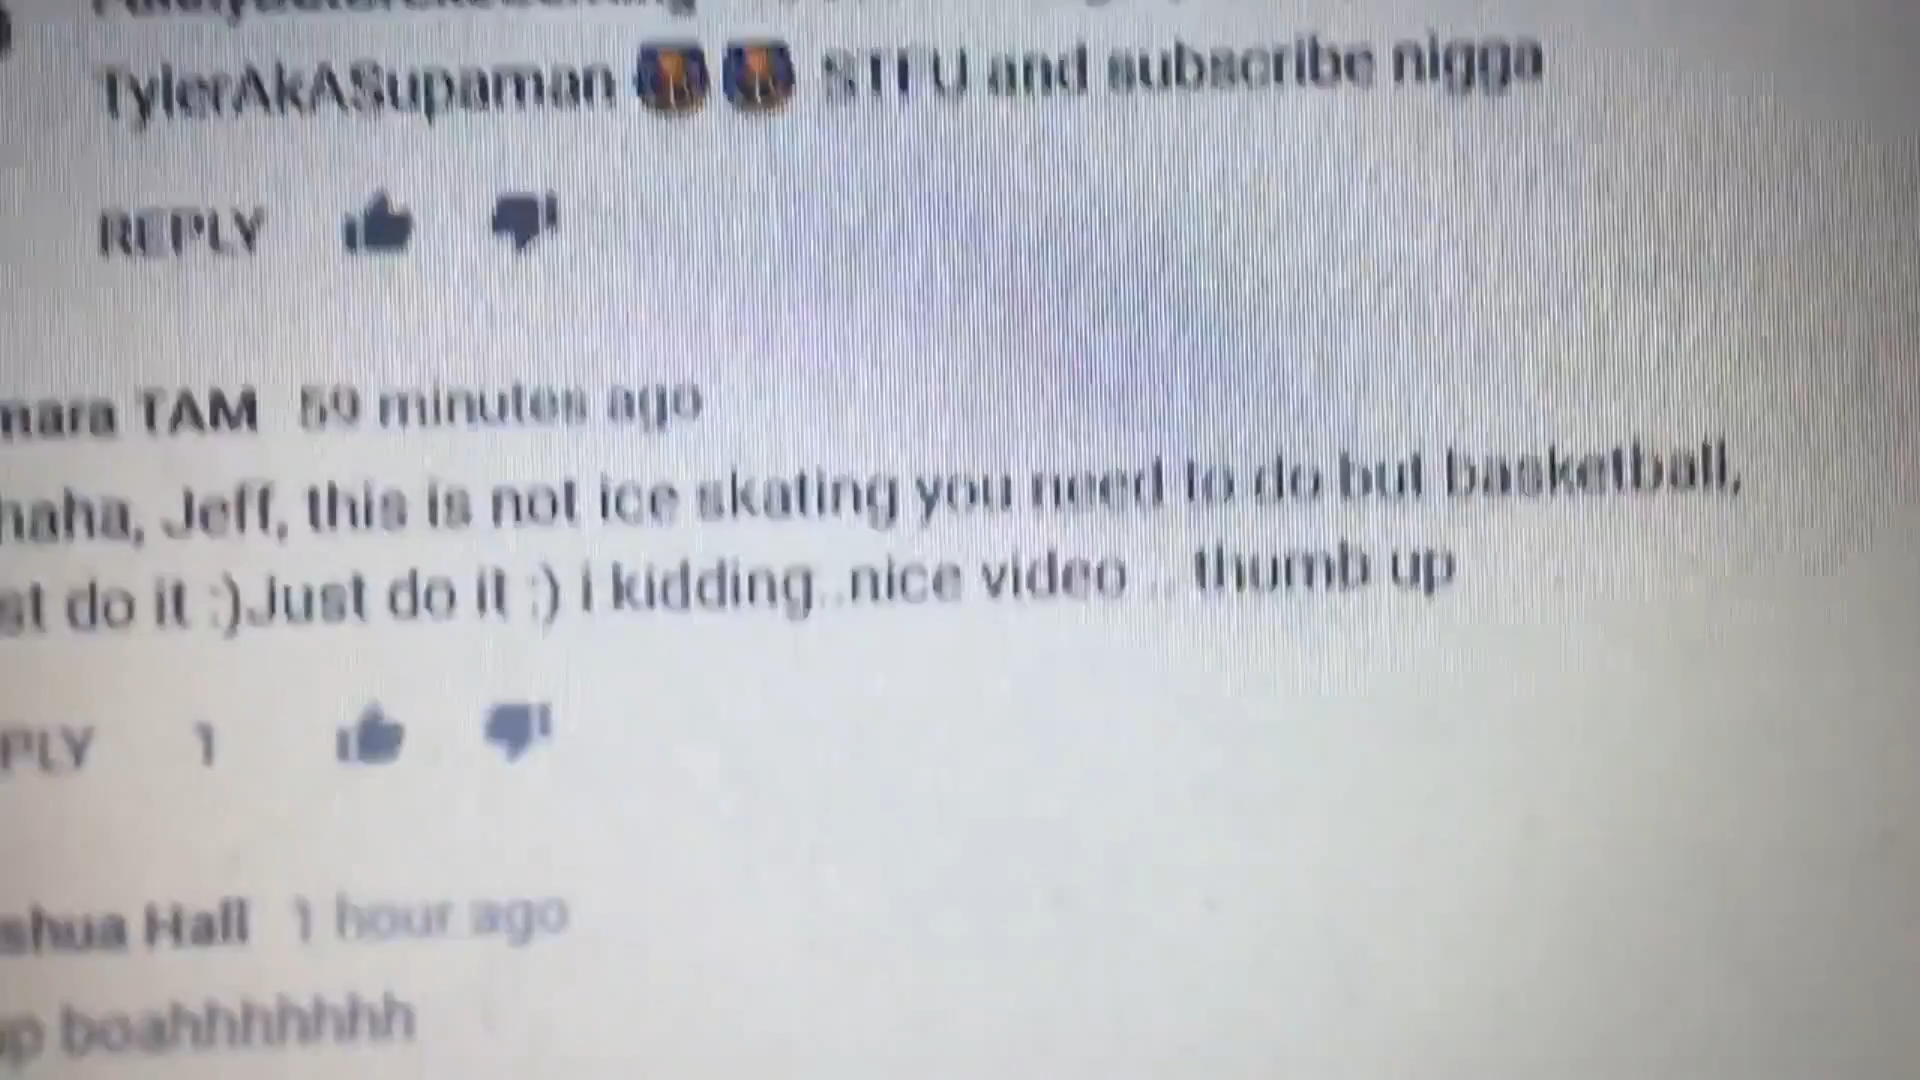 TylerAkASupaman STFU and subscribe nigga
REPLY
nara TAM 59 minutes ago
haha, Jeff, this is not ice skating you need to do but basketball,
st do it :)Just do it :) i kidding..nice video .. thumb up
PLY 1
shua Hall 1 hour ago
p boahhhhhhhh